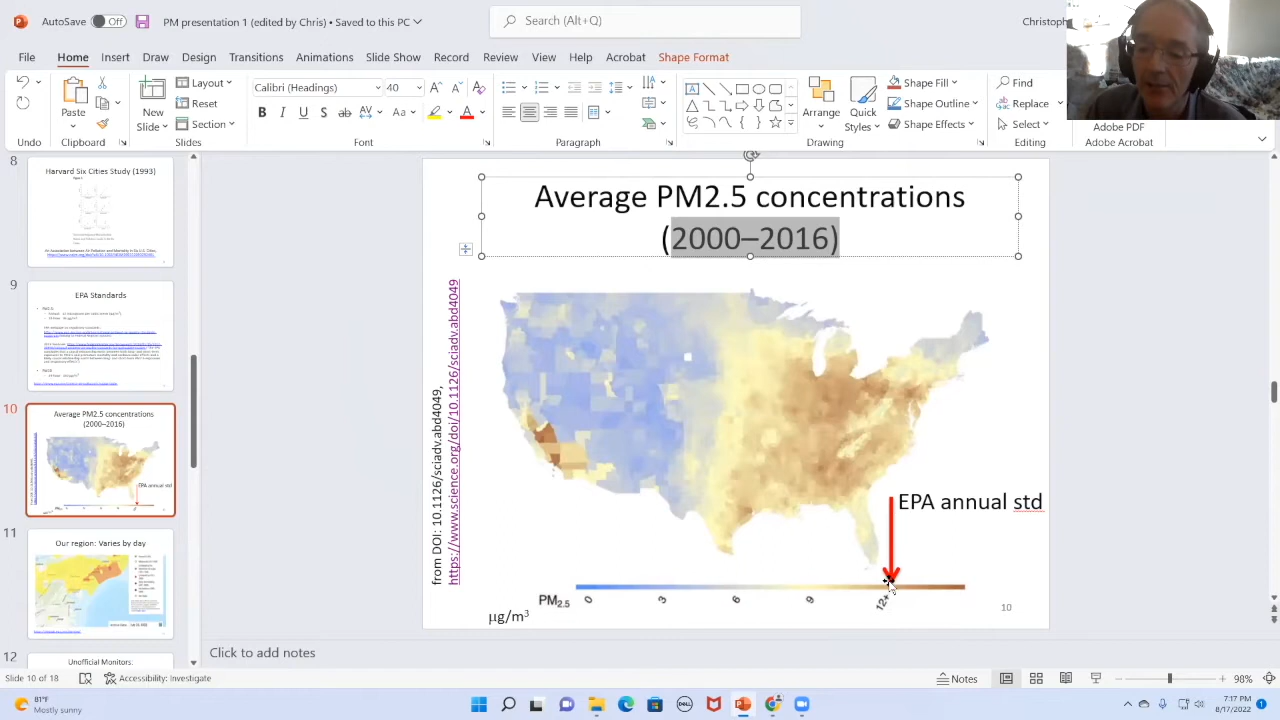 AutoSave Off PM presentation 1 (edited by Chris) • Saved to this PC Search (Alt+Q) Christoph
File Home Insert Draw Design Transitions Animations Slide Show Record Review View Help Acrobat Shape Format
Paste
New Slide
Layout
Reset
Section
Calibri (Headings) 40
Arrange
Quick Styles
Shape Fill
Shape Outline
Shape Effects
Find
Replace
Select
Adobe PDF
Undo Clipboard Slides Font Paragraph Drawing Editing Adobe Acrobat
8
Harvard Six Cities Study (1993)
9
EPA Standards
10
Average PM2.5 concentrations
(2000–2016)
EPA annual std
11
Our region: Varies by day
12
Unofficial Monitors:
Average PM2.5 concentrations
(2000–2016)
from DOI: 10.1126/sciadv.abd4049,
https://www.science.org/doi/10.1126/sciadv.abd4049
EPA annual std
PM2.5 0 3 6 9 12+
µg/m³
10
Click to add notes
Slide 10 of 18 Accessibility: Investigate Notes 98%
81°F
Mostly sunny
7:17 PM
8/17/2022